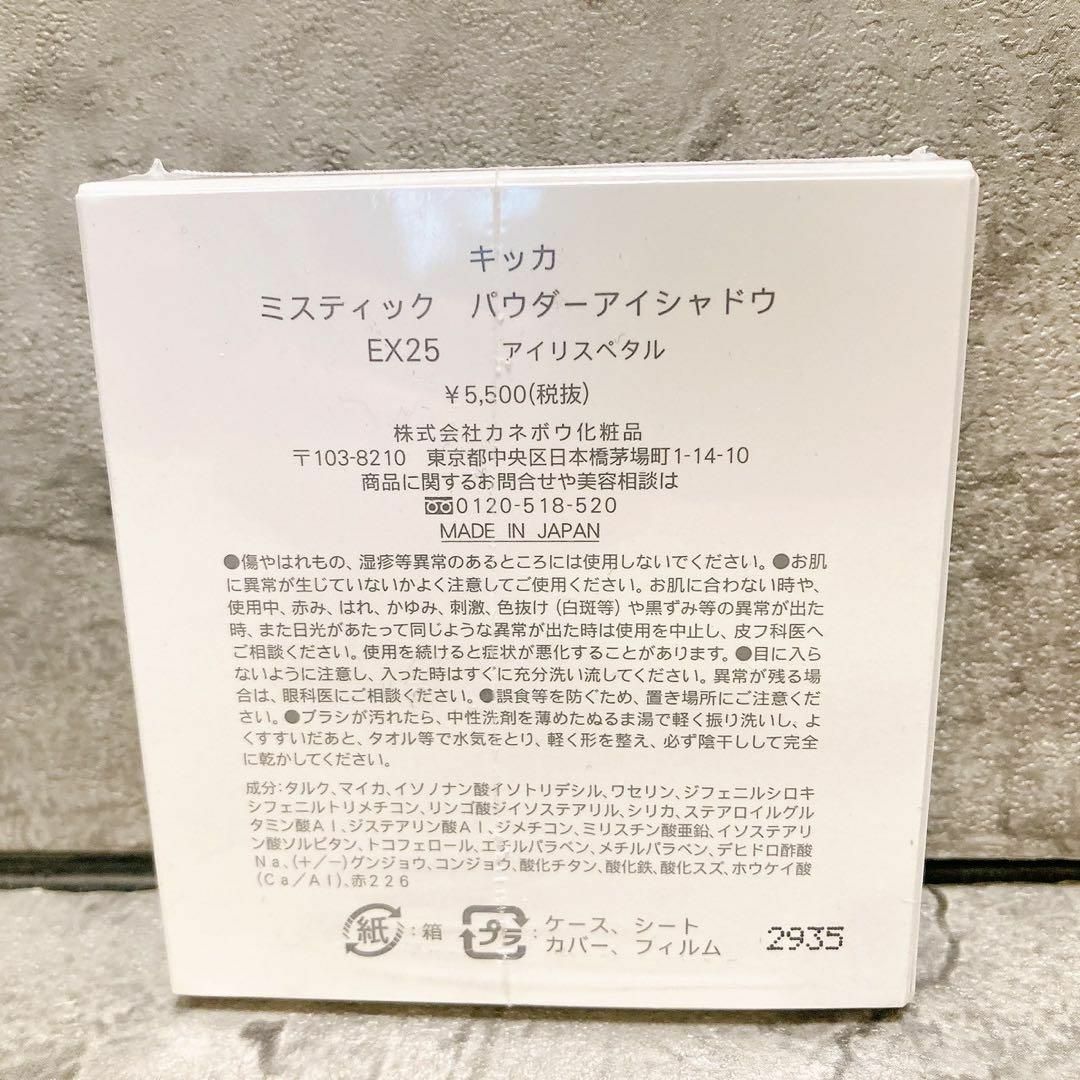 キッカ
ミスティック　パウダーアイシャドウ
EX25　　アイリスペタル
¥5,500(税抜)
株式会社カネボウ化粧品
〒103-8210　東京都中央区日本橋茅場町1-14-10
商品に関するお問合せや美容相談は
0120-518-520
MADE IN JAPAN
●傷やはれもの、湿疹等異常のあるところには使用しないでください。●お肌
に異常が生じていないかよく注意してご使用ください。お肌に合わない時や、
使用中、赤み、はれ、かゆみ、刺激、色抜け(白斑等)や黒ずみ等の異常が出た
時、また日光があたって同じような異常が出た時は使用を中止し、皮フ科医へ
ご相談ください。使用を続けると症状が悪化することがあります。●目に入ら
ないように注意し、入った時はすぐに充分洗い流してください。異常が残る場
合は、眼科医にご相談ください。●誤食等を防ぐため、置き場所にご注意くだ
さい。●ブラシが汚れたら、中性洗剤を薄めたぬるま湯で軽く振り洗いし、よ
くすすいだあと、タオル等で水気をとり、軽く形を整え、必ず陰干しして完全
に乾かしてください。
成分:タルク、マイカ、イソノナン酸イソトリデシル、ワセリン、ジフェニルシロキ
シフェニルトリメチコン、リンゴ酸ジイソステアリル、シリカ、ステアロイルグル
タミン酸Al、ジステアリン酸Al、ジメチコン、ミリスチン酸亜鉛、イソステアリ
ン酸ソルビタン、トコフェロール、エチルパラベン、メチルパラベン、デヒドロ酢酸
Na、(+/-)グンジョウ、コンジョウ、酸化チタン、酸化鉄、酸化スズ、ホウケイ酸
(Ca/Al)、赤226
紙:箱
プラ:ケース、シート
カバー、フィルム
2935